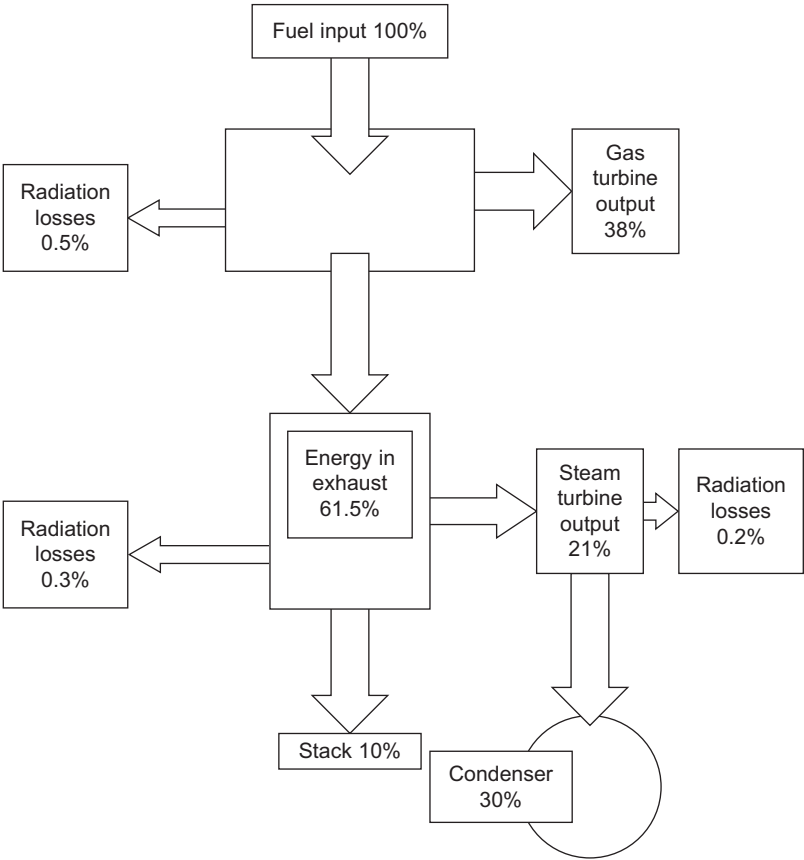 Fuel input 100%
Gas
turbine
output
38%
Radiation
losses
0.5%
Energy in
exhaust
61.5%
Steam
turbine
output
21%
Radiation
losses
0.2%
Radiation
losses
0.3%
Stack 10%
Condenser
30%